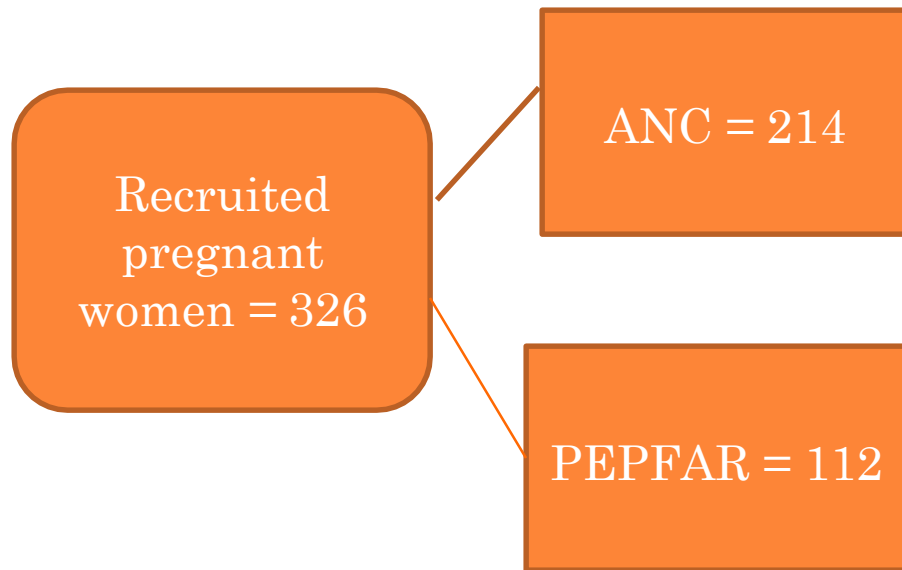 Recruited
pregnant
women = 326
ANC = 214
PEPFAR = 112